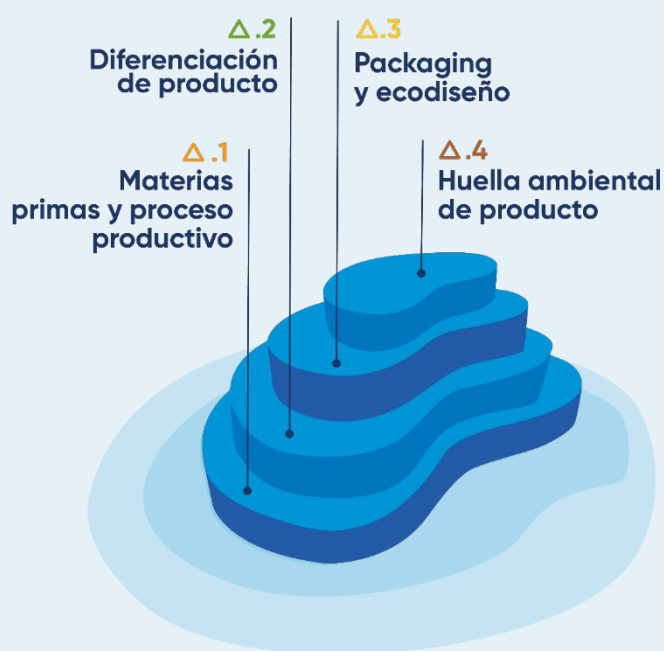 △.2
Diferenciación
de producto
△.3
Packaging
y ecodiseño
△.1
Materias
primas y proceso
productivo
△.4
Huella ambiental
de producto